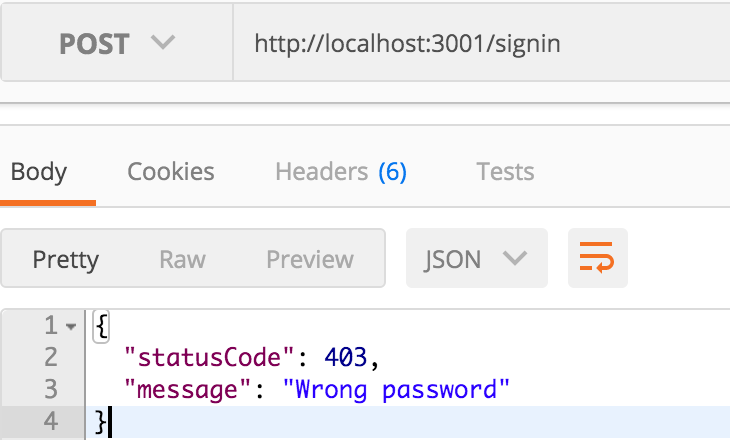 POST http://localhost:3001/signin
Body Cookies Headers (6) Tests
Pretty Raw Preview JSON
1 {
2 "statusCode": 403,
3 "message": "Wrong password"
4 }